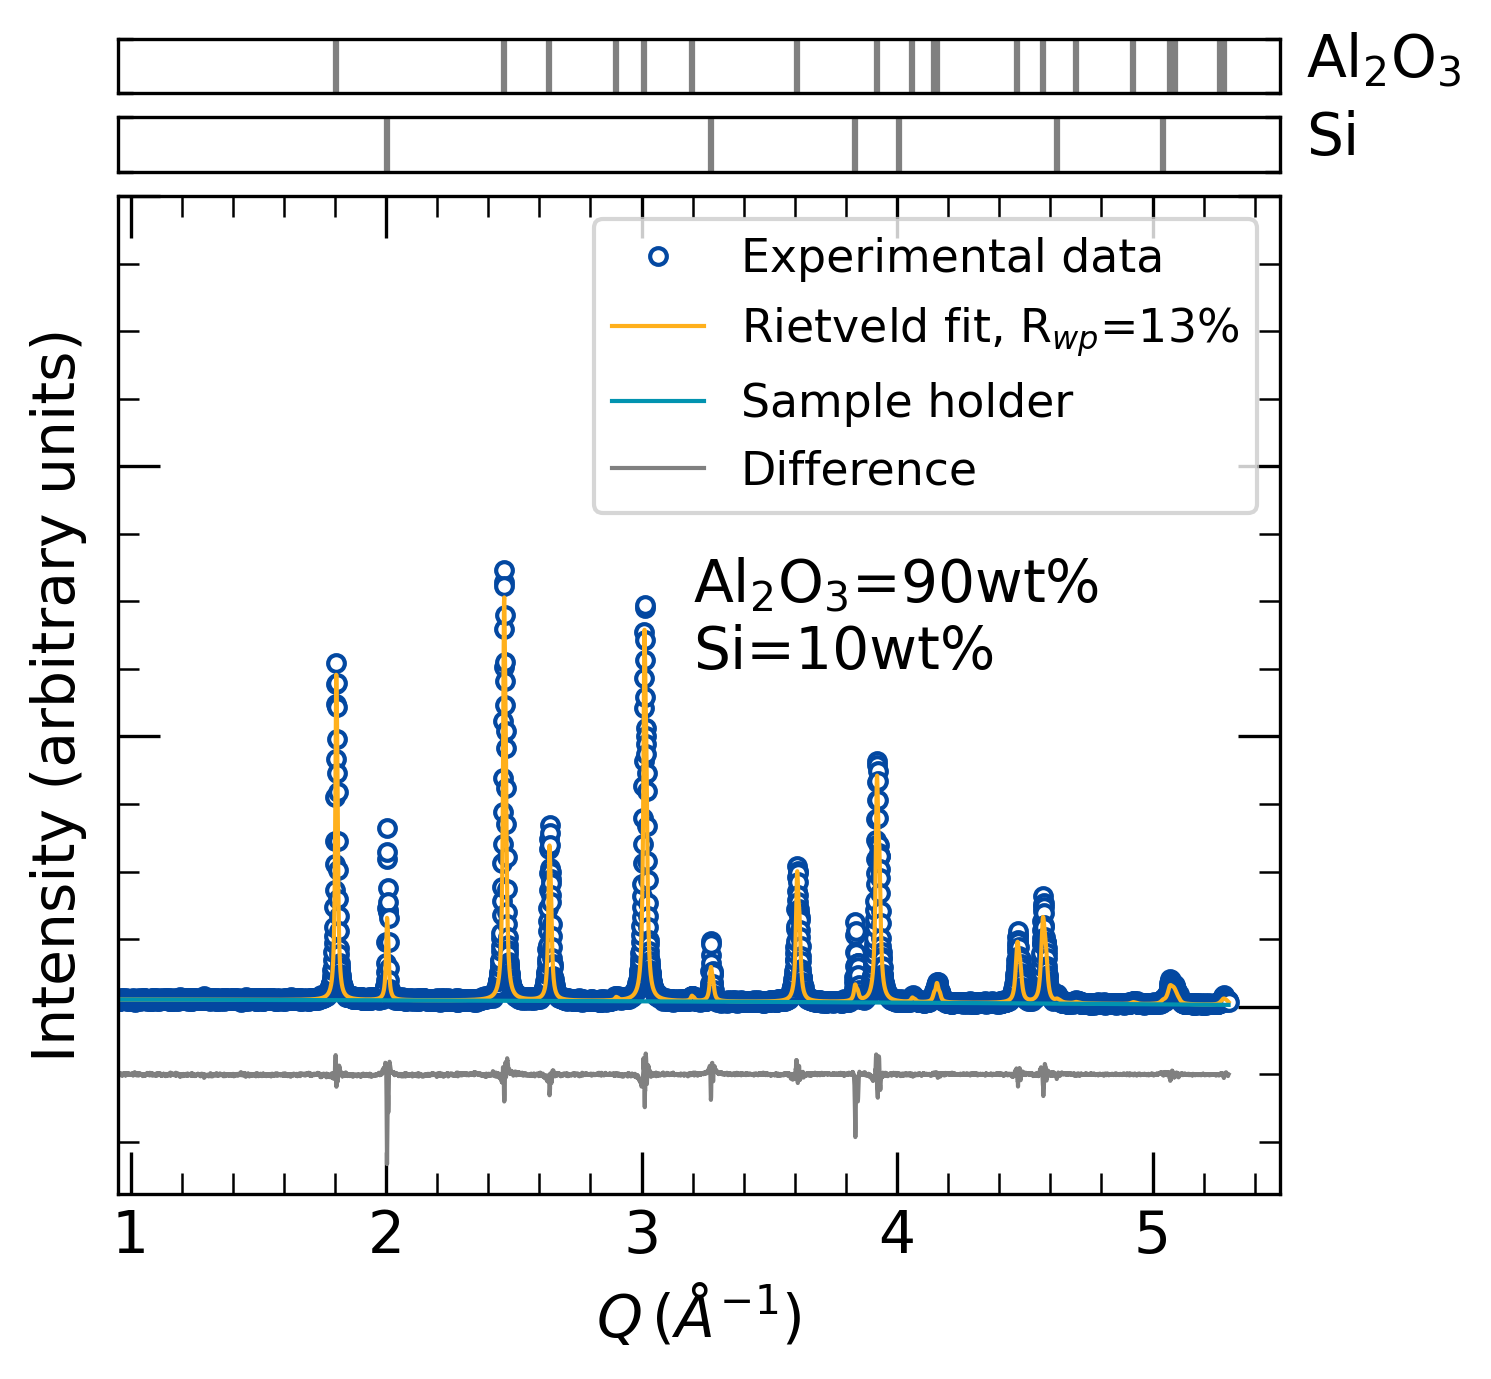 Al₂O₃
Si
Experimental data
Rietveld fit, R_wp=13%
Sample holder
Difference
Al₂O₃=90wt%
Si=10wt%
Intensity (arbitrary units)
1 2 3 4 5
Q (Å⁻¹)